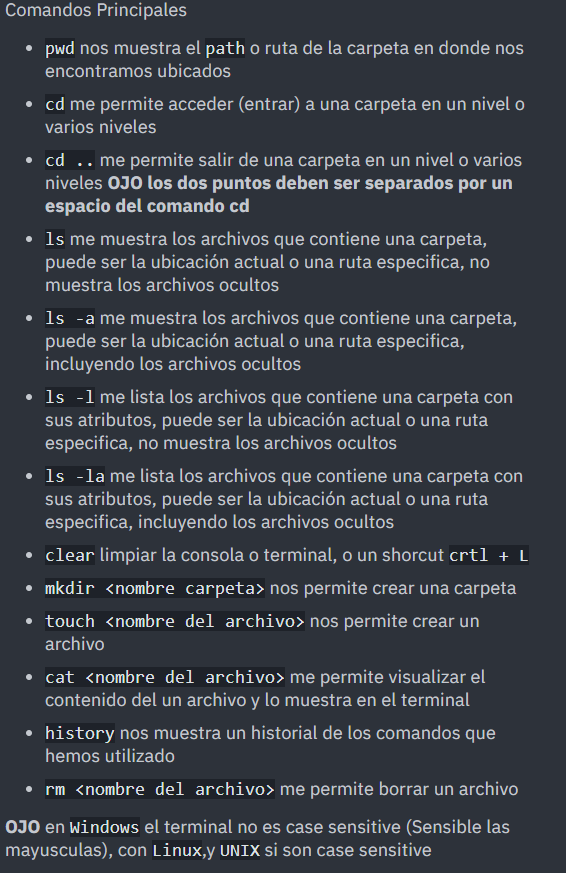 Comandos Principales
• pwd nos muestra el path o ruta de la carpeta en donde nos
encontramos ubicados
• cd me permite acceder (entrar) a una carpeta en un nivel o
varios niveles
• cd .. me permite salir de una carpeta en un nivel o varios
niveles OJO los dos puntos deben ser separados por un
espacio del comando cd
• ls me muestra los archivos que contiene una carpeta,
puede ser la ubicación actual o una ruta especifica, no
muestra los archivos ocultos
• ls -a me muestra los archivos que contiene una carpeta,
puede ser la ubicación actual o una ruta especifica,
incluyendo los archivos ocultos
• ls -l me lista los archivos que contiene una carpeta con
sus atributos, puede ser la ubicación actual o una ruta
especifica, no muestra los archivos ocultos
• ls -la me lista los archivos que contiene una carpeta con
sus atributos, puede ser la ubicación actual o una ruta
especifica, incluyendo los archivos ocultos
• clear limpiar la consola o terminal, o un shorcut crtl + L
• mkdir <nombre carpeta> nos permite crear una carpeta
• touch <nombre del archivo> nos permite crear un
archivo
• cat <nombre del archivo> me permite visualizar el
contenido del un archivo y lo muestra en el terminal
• history nos muestra un historial de los comandos que
hemos utilizado
• rm <nombre del archivo> me permite borrar un archivo
OJO en Windows el terminal no es case sensitive (Sensible las
mayusculas), con Linux,y UNIX si son case sensitive